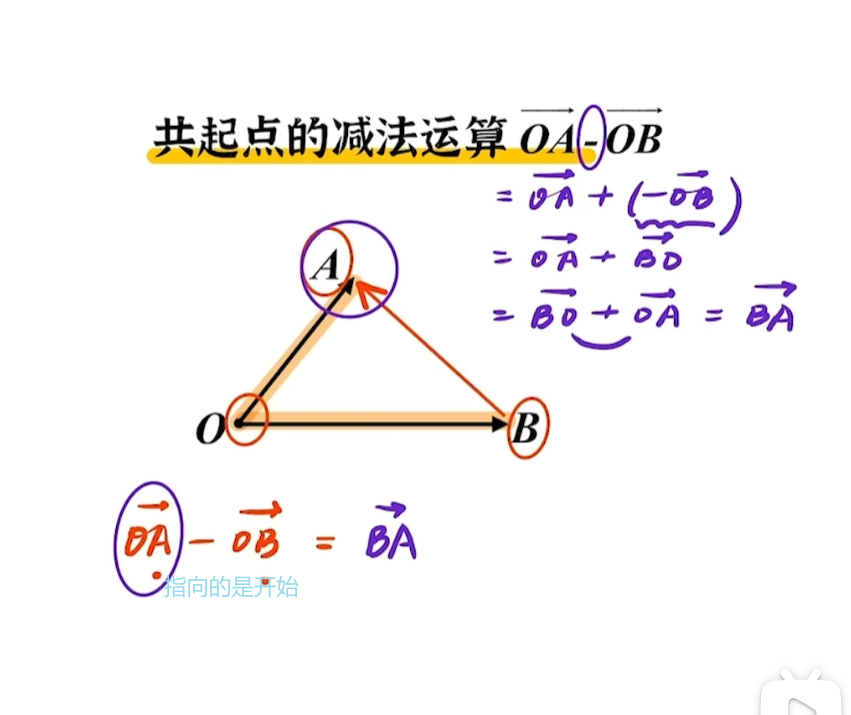 共起点的减法运算 $\overrightarrow{OA}-\overrightarrow{OB}$
$=\overrightarrow{OA}+(-\overrightarrow{OB})$
$=\overrightarrow{OA}+\overrightarrow{BO}$
$=\overrightarrow{BO}+\overrightarrow{OA}=\overrightarrow{BA}$
A
O
B
$\overrightarrow{OA}-\overrightarrow{OB}=\overrightarrow{BA}$
指向的是开始